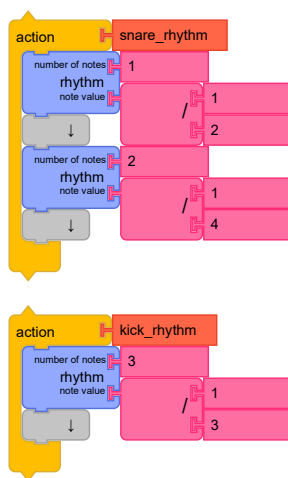 action snare_rhythm
number of notes 1
rhythm
note value / 1
2
↓
number of notes 2
rhythm
note value / 1
4
↓
action kick_rhythm
number of notes 3
rhythm
note value / 1
3
↓